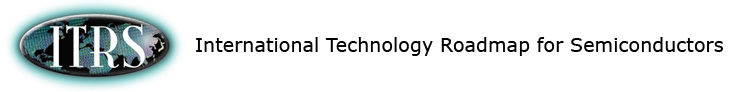 ITRS
International Technology Roadmap for Semiconductors